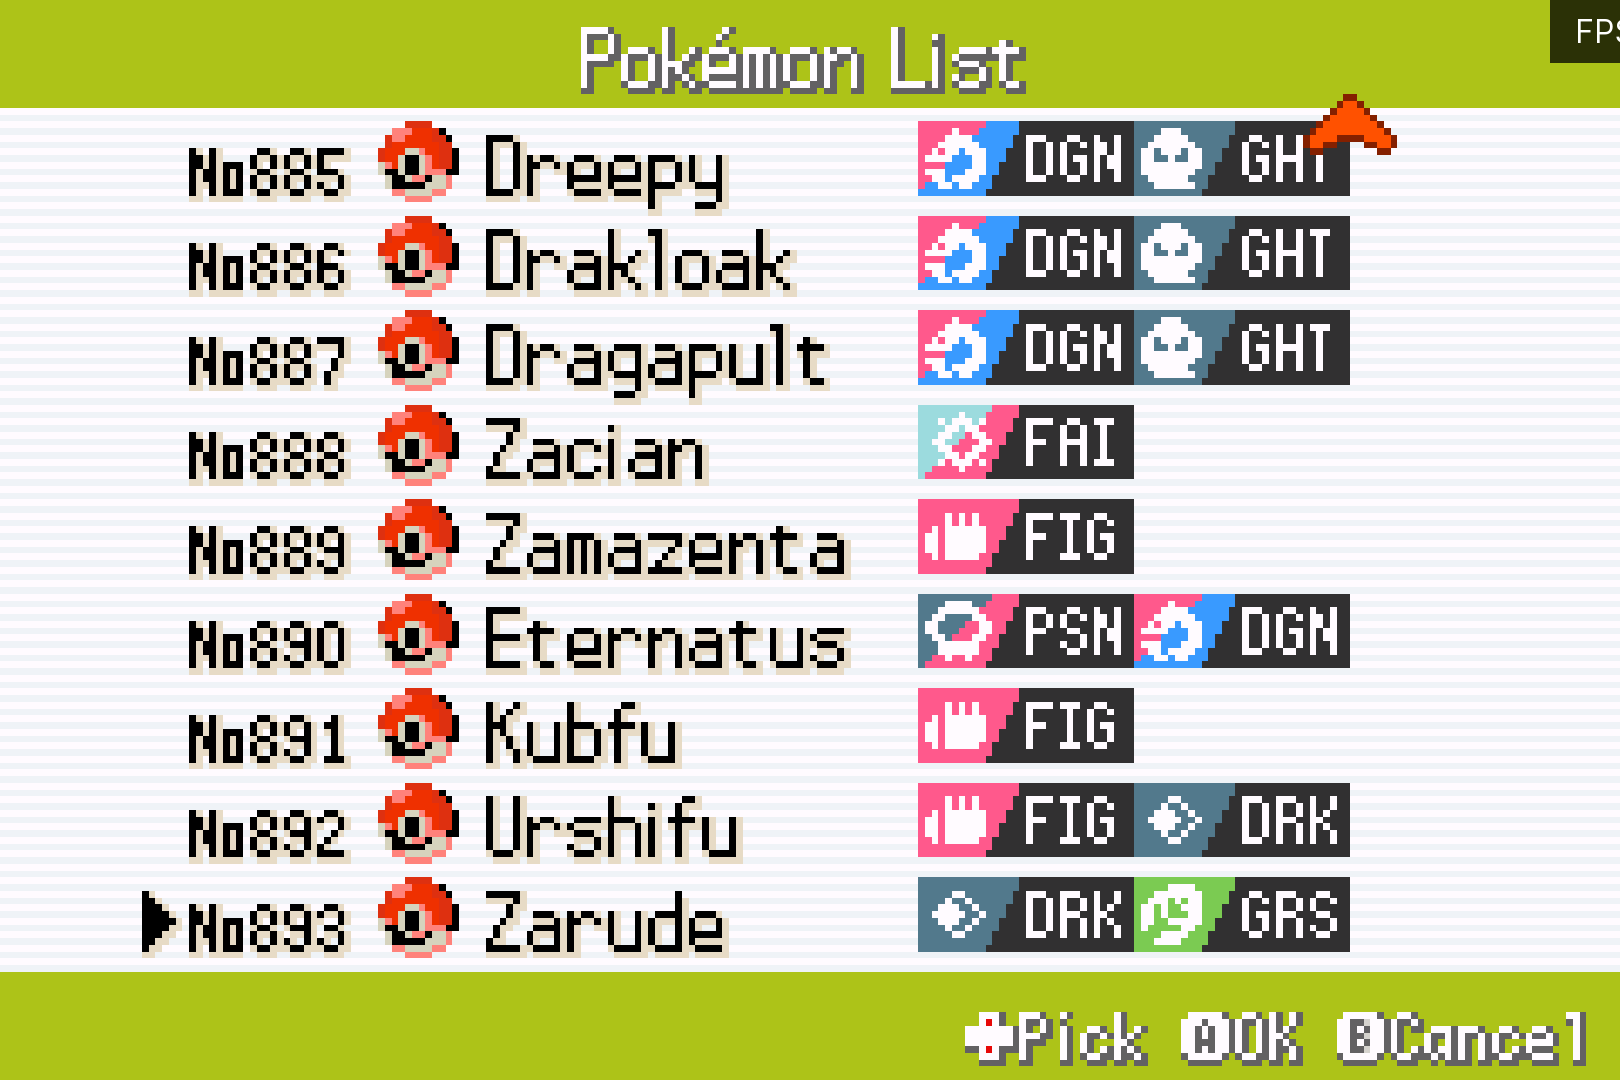 Pokémon List
FPS
No885 Dreepy DGN GHT
No886 Drakloak DGN GHT
No887 Dragapult DGN GHT
No888 Zacian FAI
No889 Zamazenta FIG
No890 Eternatus PSN DGN
No891 Kubfu FIG
No892 Urshifu FIG DRK
No893 Zarude DRK GRS
Pick A OK B Cancel